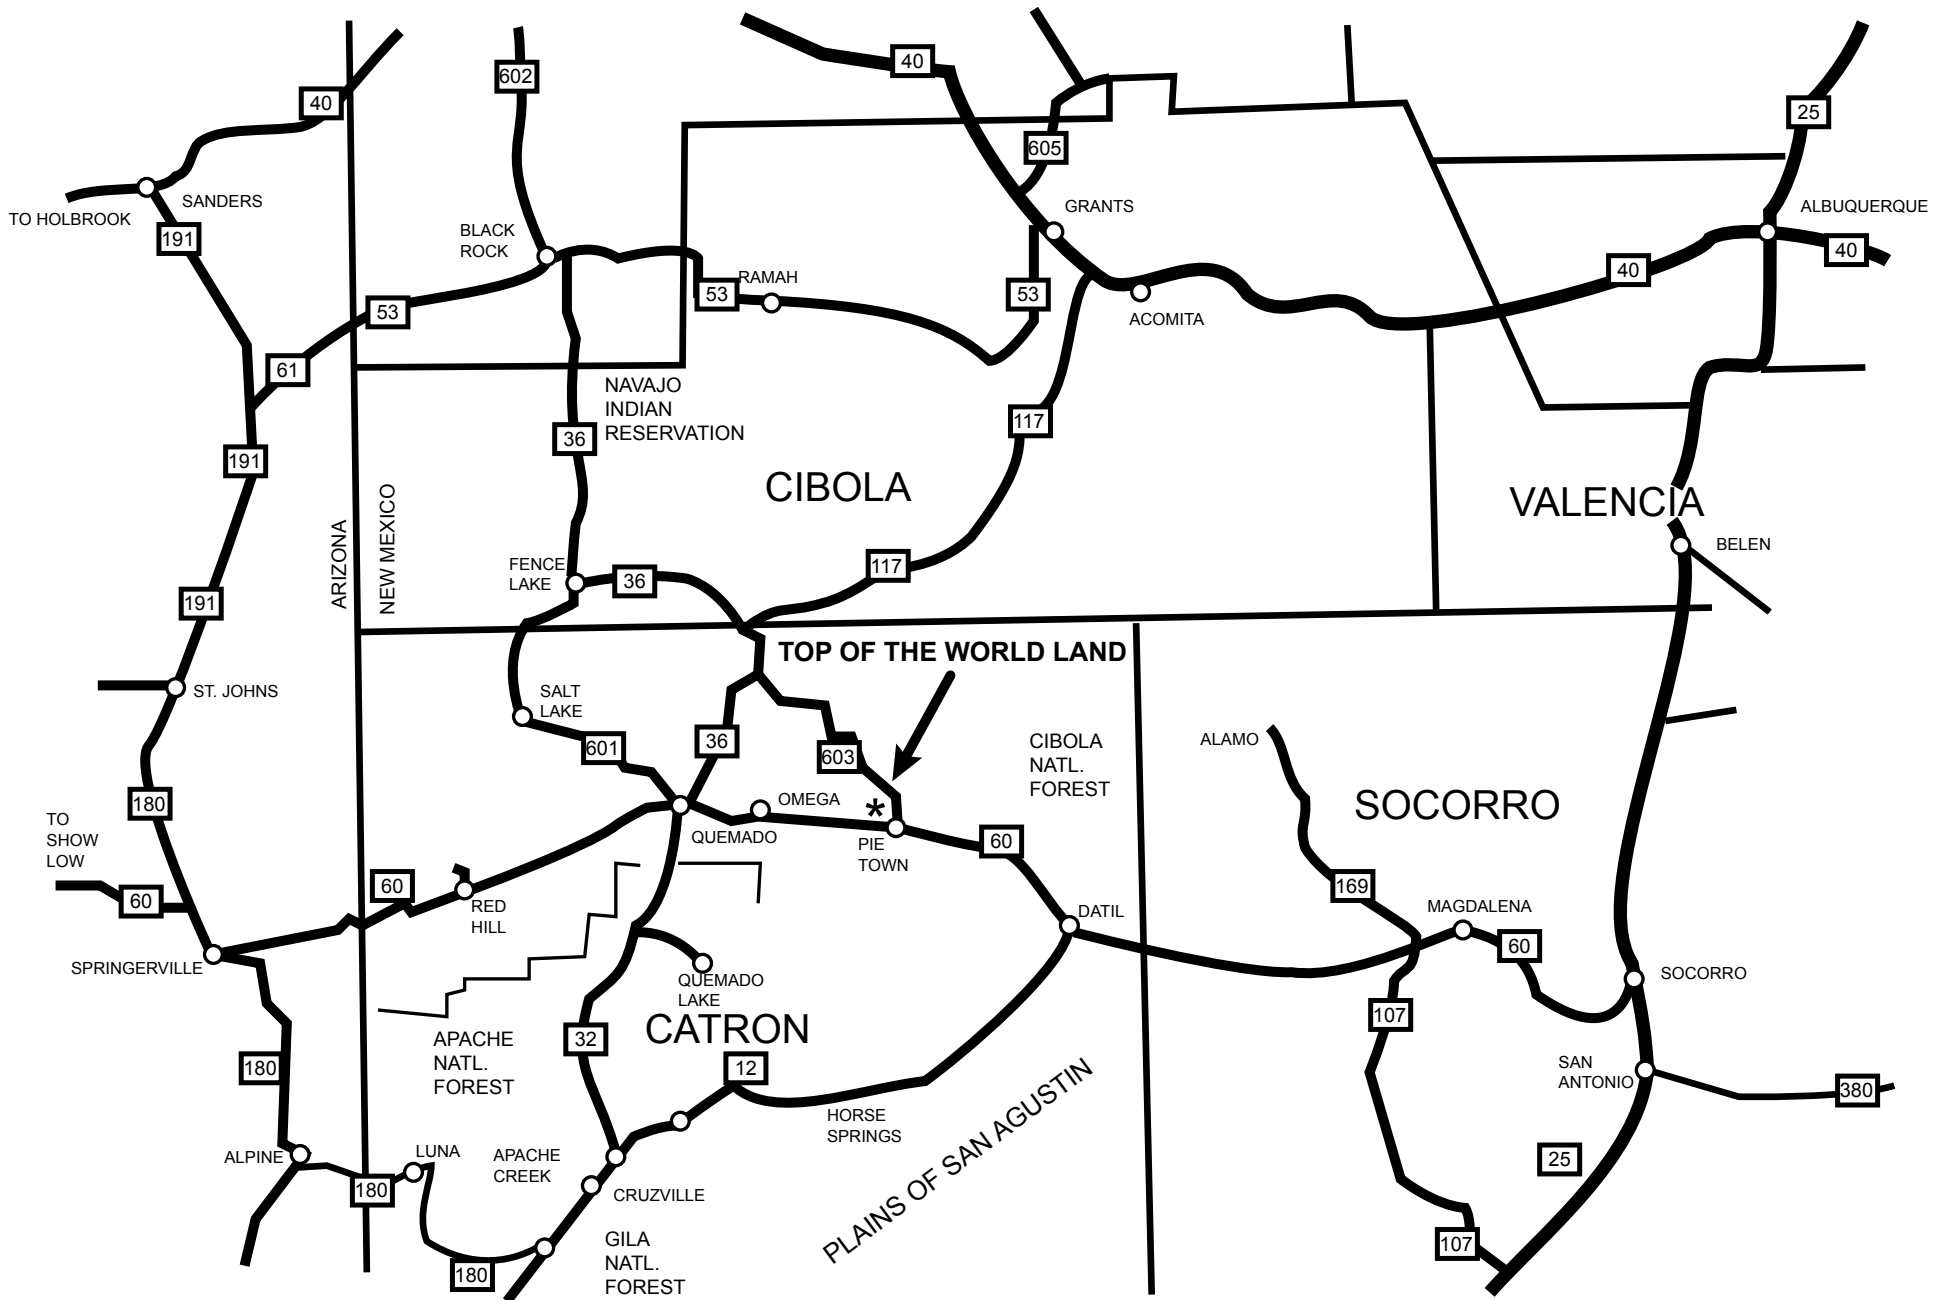 40
602
40
25
605
SANDERS
TO HOLBROOK
191
BLACK
ROCK
GRANTS
ALBUQUERQUE
40
40
53
53
RAMAH
53
ACOMITA
61
NAVAJO
INDIAN
RESERVATION
36
117
191
CIBOLA
VALENCIA
ARIZONA
NEW MEXICO
BELEN
FENCE
LAKE
36
117
191
TOP OF THE WORLD LAND
ST. JOHNS
SALT
LAKE
601
36
603
CIBOLA
NATL.
FOREST
ALAMO
180
OMEGA
*
SOCORRO
TO
SHOW
LOW
QUEMADO
PIE
TOWN
60
60
60
RED
HILL
169
MAGDALENA
DATIL
60
SPRINGERVILLE
QUEMADO
LAKE
SOCORRO
APACHE
NATL.
FOREST
32
CATRON
107
180
12
SAN
ANTONIO
380
HORSE
SPRINGS
PLAINS OF SAN AGUSTIN
ALPINE
LUNA
APACHE
CREEK
25
180
CRUZVILLE
GILA
NATL.
FOREST
107
180